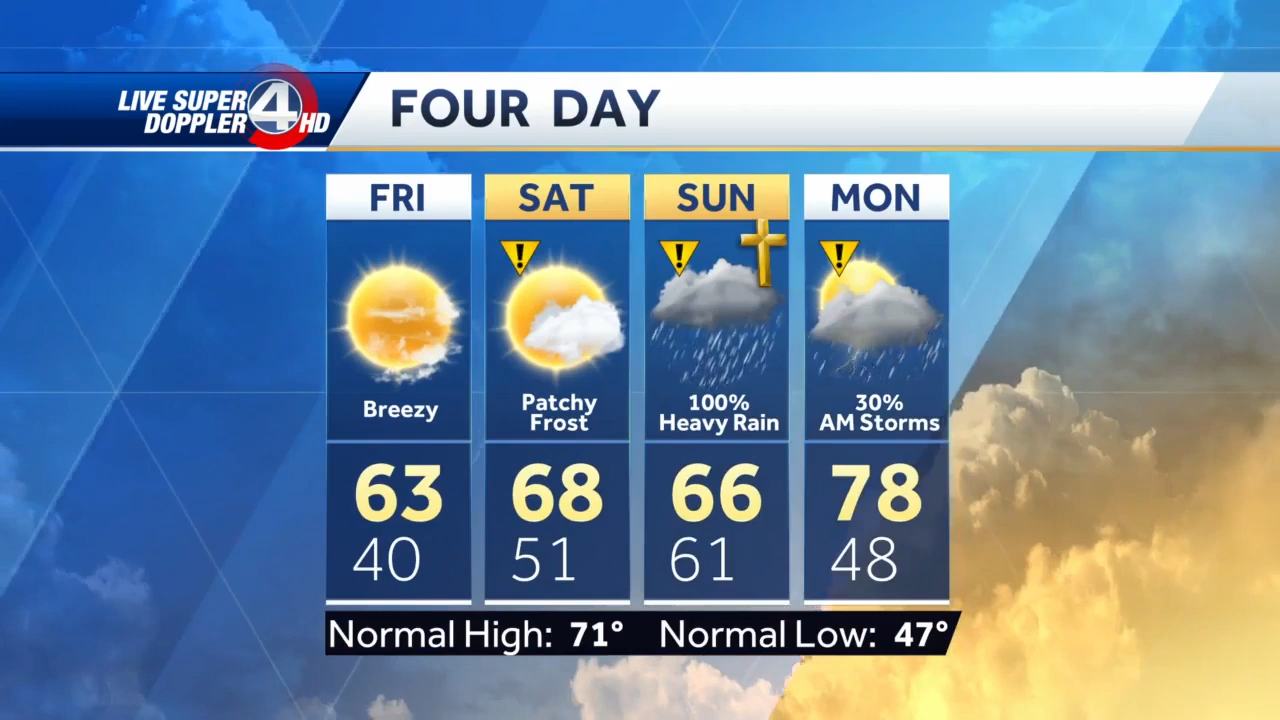 LIVE SUPER
DOPPLER 4 HD
FOUR DAY
FRI
SAT
SUN
MON
!
!
!
Breezy
Patchy
Frost
100%
Heavy Rain
30%
AM Storms
63
68
66
78
40
51
61
48
Normal High: 71° Normal Low: 47°